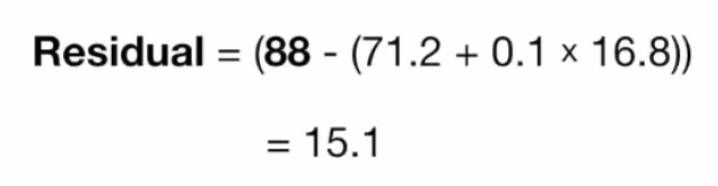 Residual = (88 - (71.2 + 0.1 × 16.8))
= 15.1